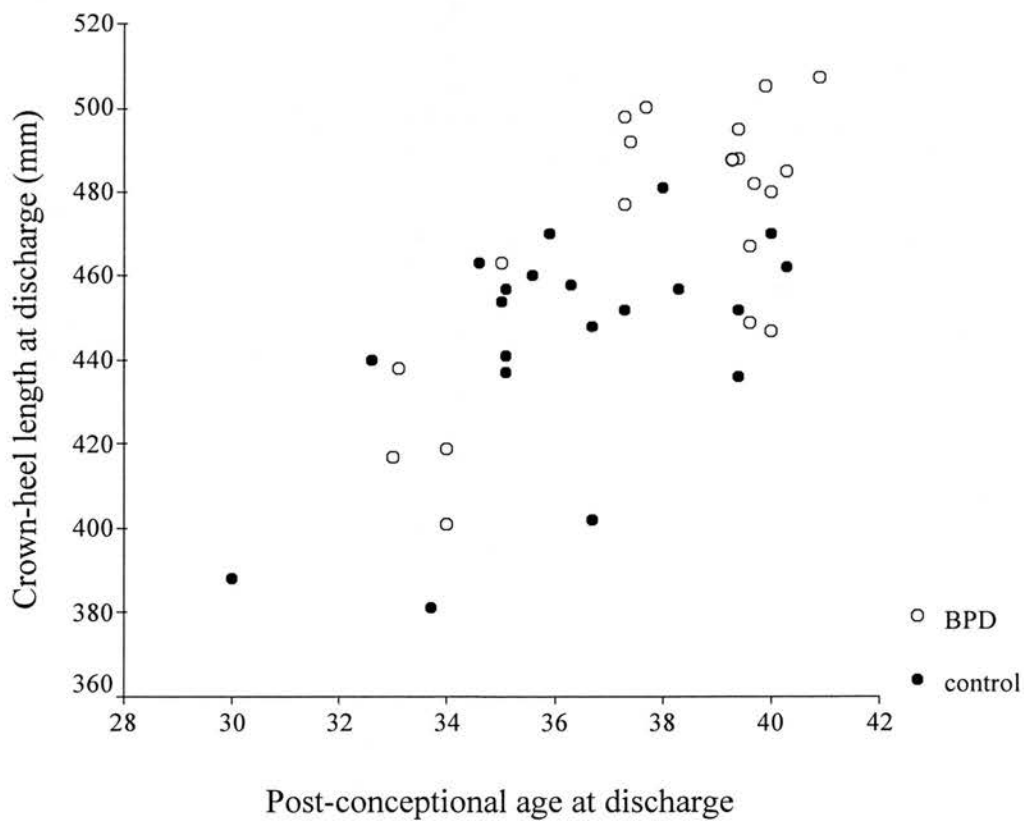 Crown-heel length at discharge (mm)
520
500
480
460
440
420
400
380
360
28 30 32 34 36 38 40 42
Post-conceptional age at discharge
BPD
control